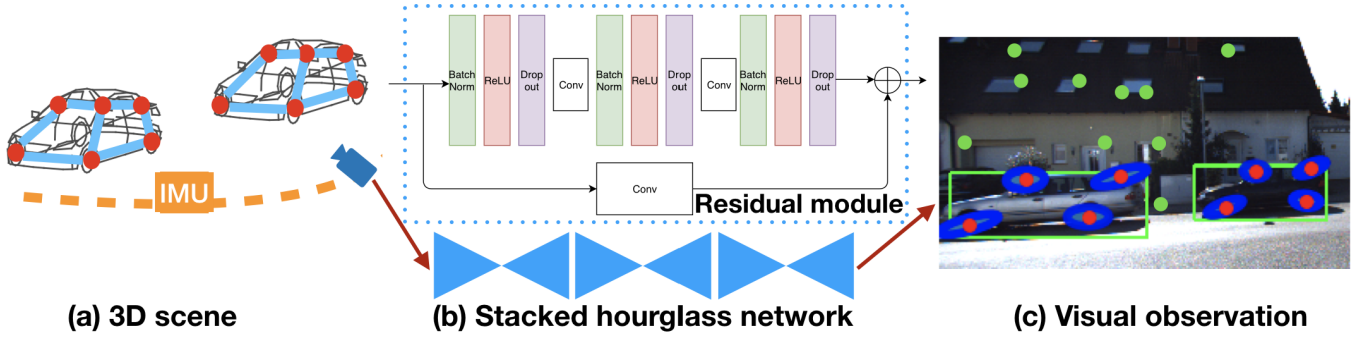 IMU
Batch
Norm
ReLU
Drop
out
Conv
Batch
Norm
ReLU
Drop
out
Conv
Batch
Norm
ReLU
Drop
out
Conv
Residual module
(a) 3D scene
(b) Stacked hourglass network
(c) Visual observation